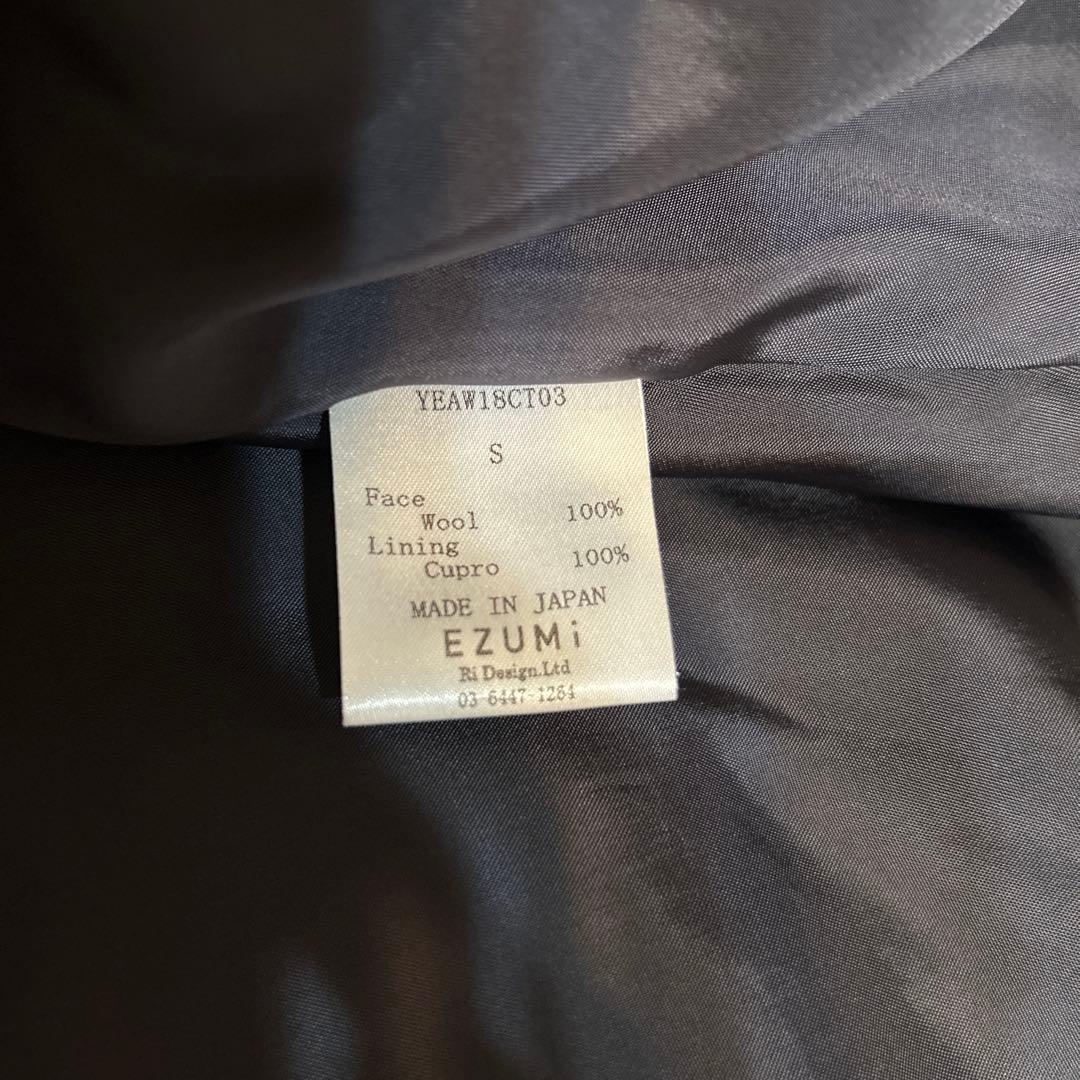 YEAW18CT03
S
Face
Wool 100%
Lining
Cupro 100%
MADE IN JAPAN
EZUMi
Ri Design.Ltd
03-6447-1264